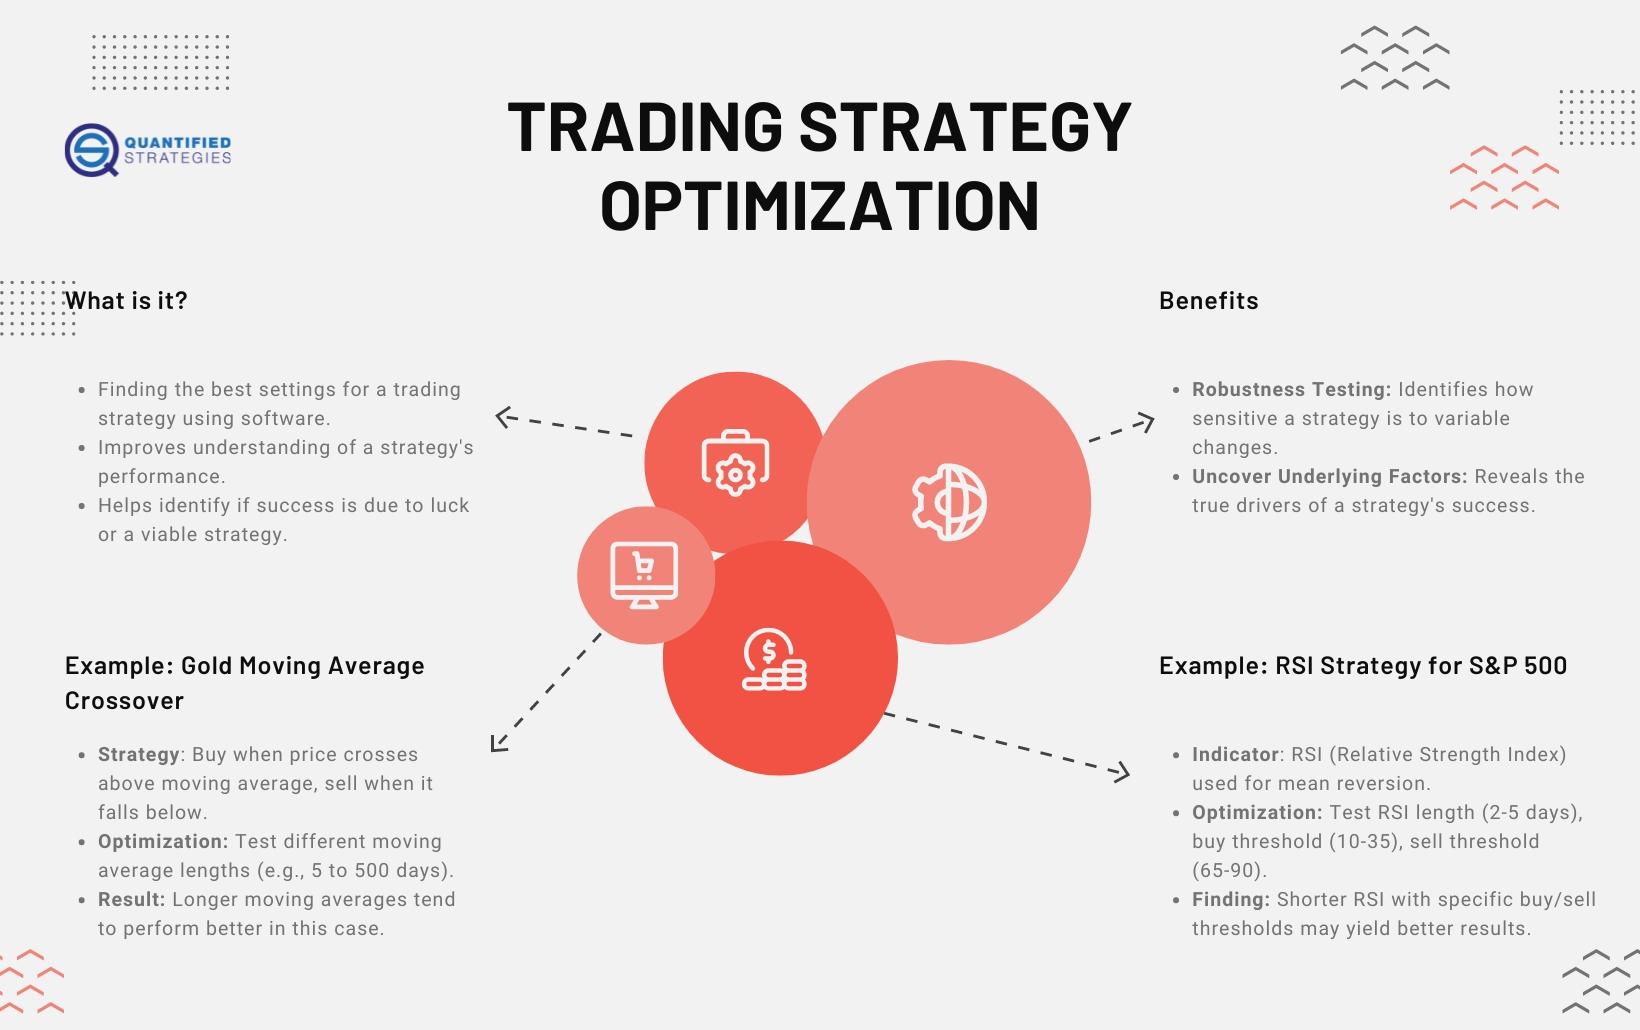 QUANTIFIED
STRATEGIES
TRADING STRATEGY
OPTIMIZATION
What is it?
• Finding the best settings for a trading
strategy using software.
• Improves understanding of a strategy's
performance.
• Helps identify if success is due to luck
or a viable strategy.
Benefits
• Robustness Testing: Identifies how
sensitive a strategy is to variable
changes.
• Uncover Underlying Factors: Reveals the
true drivers of a strategy's success.
$
Example: Gold Moving Average
Crossover
• Strategy: Buy when price crosses
above moving average, sell when it
falls below.
• Optimization: Test different moving
average lengths (e.g., 5 to 500 days).
• Result: Longer moving averages tend
to perform better in this case.
Example: RSI Strategy for S&P 500
• Indicator: RSI (Relative Strength Index)
used for mean reversion.
• Optimization: Test RSI length (2-5 days),
buy threshold (10-35), sell threshold
(65-90).
• Finding: Shorter RSI with specific buy/sell
thresholds may yield better results.